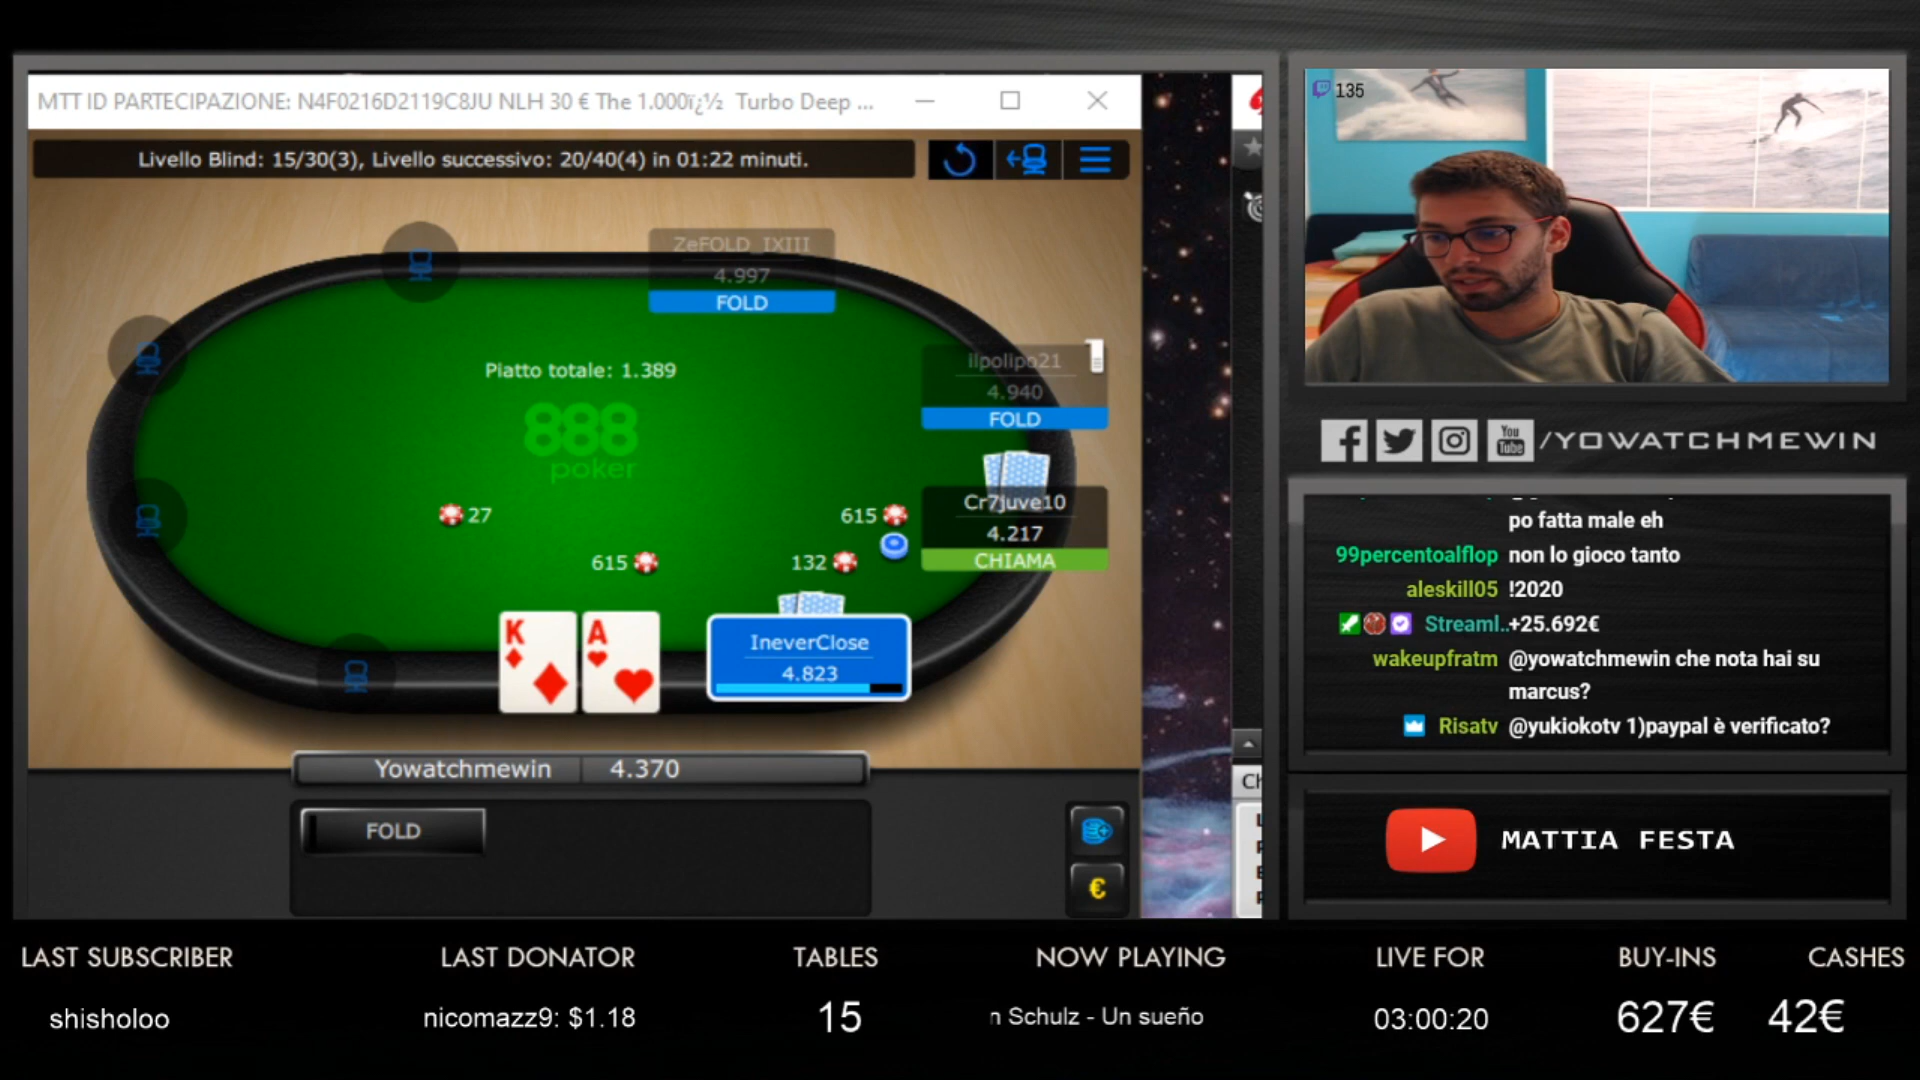 MTT ID PARTECIPAZIONE: N4F0216D2119C8JU NLH 30 € The 1.000ï¿½ Turbo Deep ...
Livello Blind: 15/30(3), Livello successivo: 20/40(4) in 01:22 minuti.
ZeFOLD_IXIII
4.997
FOLD
ilpolipo21
4.940
FOLD
Piatto totale: 1.389
888
poker
Cr7juve10
4.217
CHIAMA
27
615
615
132
K
A
IneverClose
4.823
Yowatchmewin 4.370
FOLD
€
135
You
Tube
/YOWATCHMEWIN
po fatta male eh
99percentoalflop non lo gioco tanto
aleskill05 !2020
Streaml..+25.692€
wakeupfratm @yowatchmewin che nota hai su
marcus?
Risatv @yukiokotv 1)paypal è verificato?
MATTIA FESTA
LAST SUBSCRIBER
shisholoo
LAST DONATOR
nicomazz9: $1.18
TABLES
15
NOW PLAYING
n Schulz - Un sueño
LIVE FOR
03:00:20
BUY-INS
627€
CASHES
42€